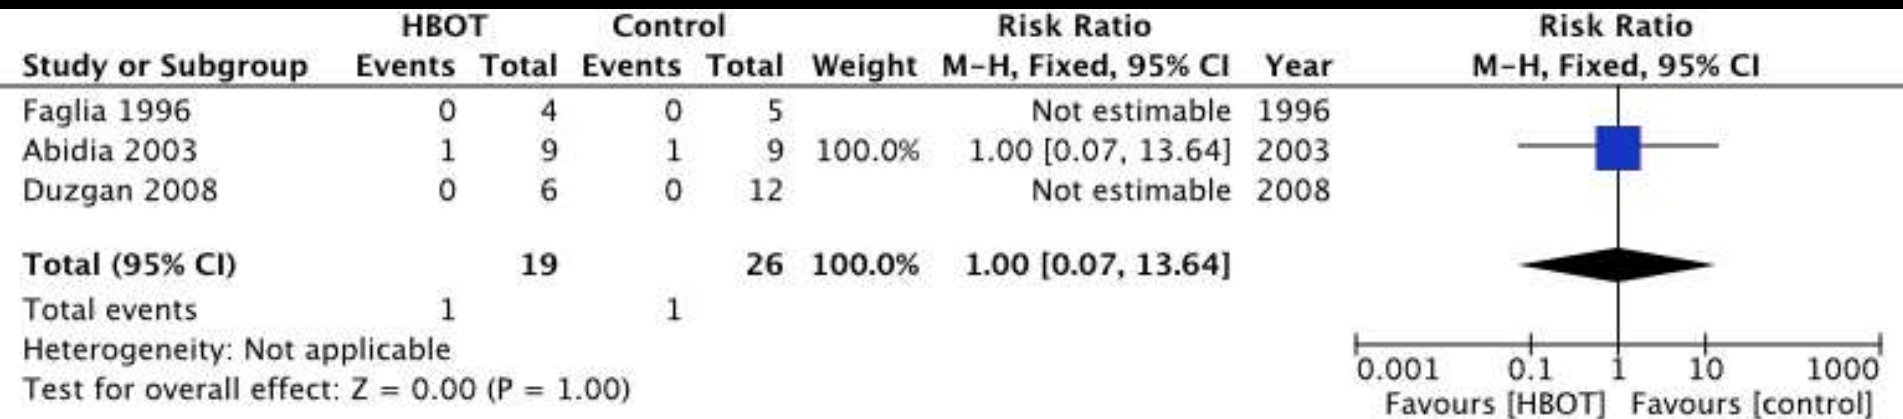 HBOT Control Risk Ratio Risk Ratio
Study or Subgroup Events Total Events Total Weight M-H, Fixed, 95% CI Year M-H, Fixed, 95% CI
Faglia 1996 0 4 0 5 Not estimable 1996
Abidia 2003 1 9 1 9 100.0% 1.00 [0.07, 13.64] 2003
Duzgan 2008 0 6 0 12 Not estimable 2008
Total (95% CI) 19 26 100.0% 1.00 [0.07, 13.64]
Total events 1 1
Heterogeneity: Not applicable
Test for overall effect: Z = 0.00 (P = 1.00)
0.001 0.1 1 10 1000
Favours [HBOT] Favours [control]